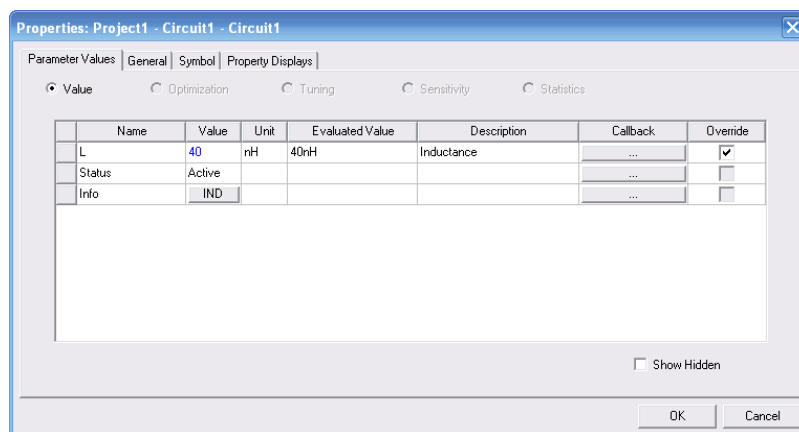 Properties: Project1 - Circuit1 - Circuit1
Parameter Values General Symbol Property Displays
Value Optimization Tuning Sensitivity Statistics
Name Value Unit Evaluated Value Description Callback Override
L 40 nH 40nH Inductance ...
Status Active ...
Info IND ...
Show Hidden
OK Cancel